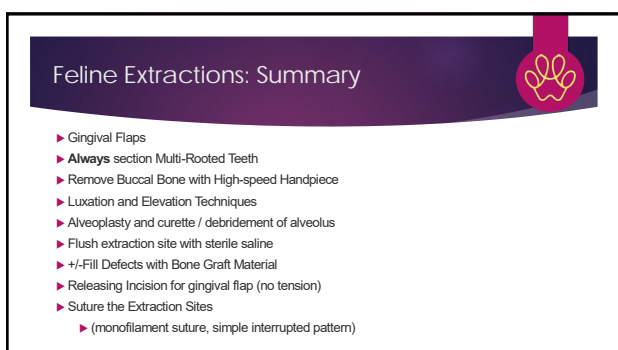 Feline Extractions: Summary
▶ Gingival Flaps
▶ Always section Multi-Rooted Teeth
▶ Remove Buccal Bone with High-speed Handpiece
▶ Luxation and Elevation Techniques
▶ Alveoplasty and curette / debridement of alveolus
▶ Flush extraction site with sterile saline
▶ +/-Fill Defects with Bone Graft Material
▶ Releasing Incision for gingival flap (no tension)
▶ Suture the Extraction Sites
▶ (monofilament suture, simple interrupted pattern)